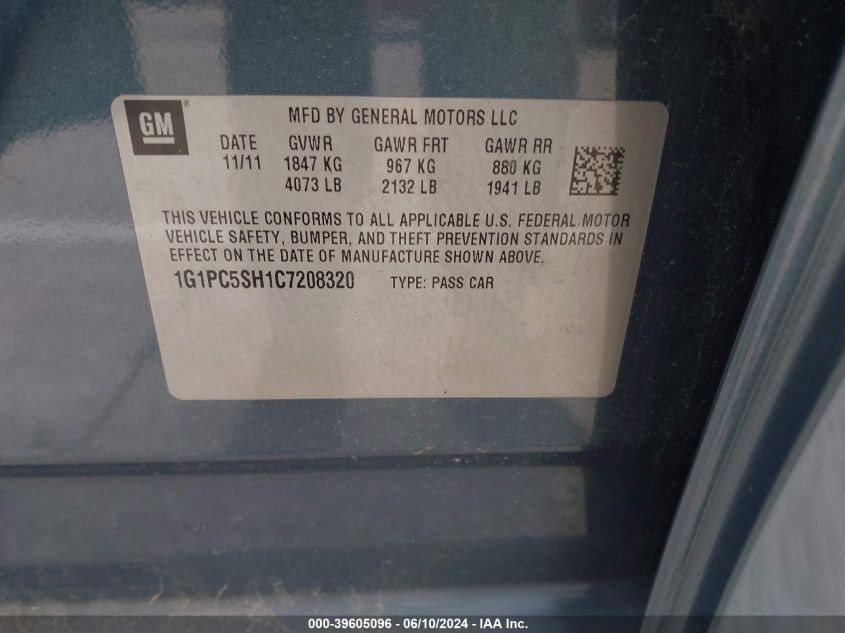 GM®
MFD BY GENERAL MOTORS LLC
DATE GVWR GAWR FRT GAWR RR
11/11 1847 KG 967 KG 880 KG
4073 LB 2132 LB 1941 LB
THIS VEHICLE CONFORMS TO ALL APPLICABLE U.S. FEDERAL MOTOR
VEHICLE SAFETY, BUMPER, AND THEFT PREVENTION STANDARDS IN
EFFECT ON THE DATE OF MANUFACTURE SHOWN ABOVE.
1G1PC5SH1C7208320 TYPE: PASS CAR
000-39605096 - 06/10/2024 - IAA Inc.